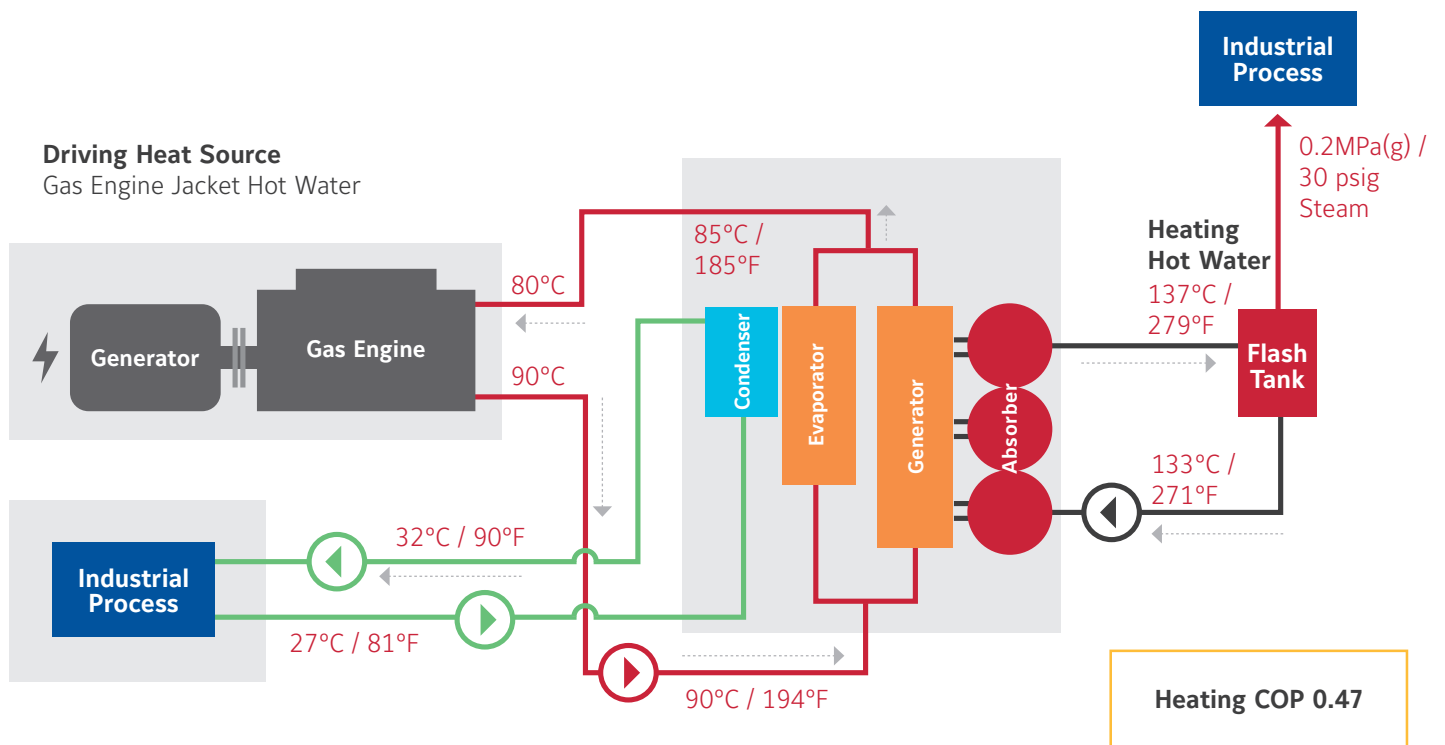 Industrial
Process
0.2MPa(g) /
30 psig
Steam
Driving Heat Source
Gas Engine Jacket Hot Water
Heating
Hot Water
137°C /
279°F
85°C /
185°F
80°C
Generator
Gas Engine
90°C
Condenser
Evaporator
Generator
Absorber
Flash
Tank
133°C /
271°F
32°C / 90°F
Industrial
Process
27°C / 81°F
90°C / 194°F
Heating COP 0.47